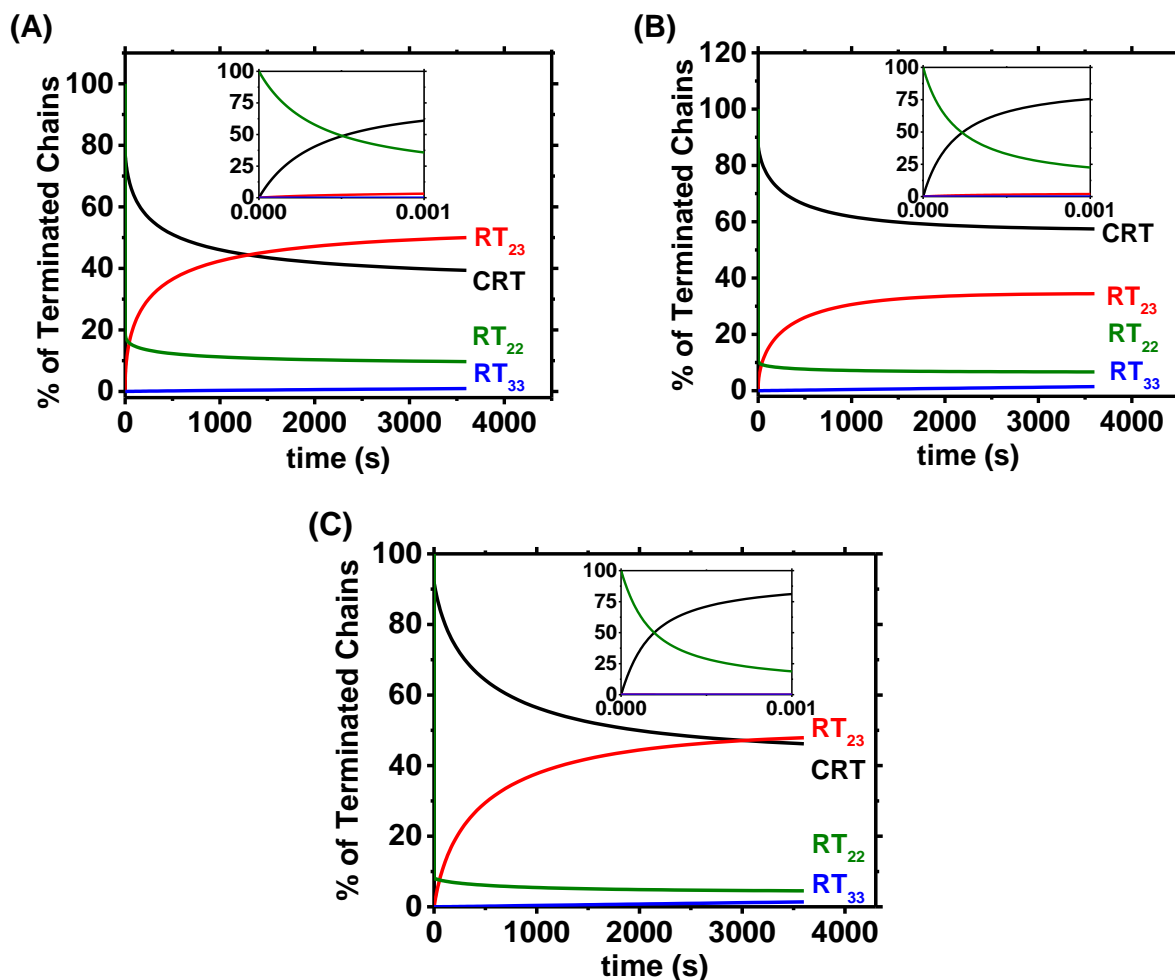 (A)
% of Terminated Chains
100
80
60
40
20
0
100
75
50
25
0
0.000 0.001
RT23
CRT
RT22
RT33
0 1000 2000 3000 4000
time (s)
(B)
% of Terminated Chains
120
100
80
60
40
20
0
100
75
50
25
0
0.000 0.001
CRT
RT23
RT22
RT33
0 1000 2000 3000 4000
time (s)
(C)
% of Terminated Chains
100
80
60
40
20
0
100
75
50
25
0
0.000 0.001
RT23
CRT
RT22
RT33
0 1000 2000 3000 4000
time (s)